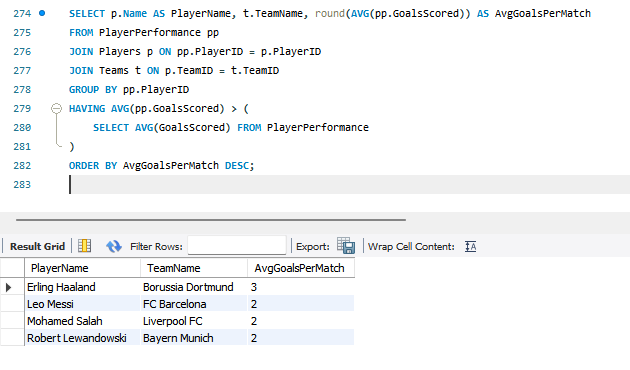 274 SELECT p.Name AS PlayerName, t.TeamName, round(AVG(pp.GoalsScored)) AS AvgGoalsPerMatch
275 FROM PlayerPerformance pp
276 JOIN Players p ON pp.PlayerID = p.PlayerID
277 JOIN Teams t ON p.TeamID = t.TeamID
278 GROUP BY pp.PlayerID
279 HAVING AVG(pp.GoalsScored) > (
280 SELECT AVG(GoalsScored) FROM PlayerPerformance
281 )
282 ORDER BY AvgGoalsPerMatch DESC;
283
Result Grid Filter Rows: Export: Wrap Cell Content: IA
PlayerName TeamName AvgGoalsPerMatch
Erling Haaland Borussia Dortmund 3
Leo Messi FC Barcelona 2
Mohamed Salah Liverpool FC 2
Robert Lewandowski Bayern Munich 2